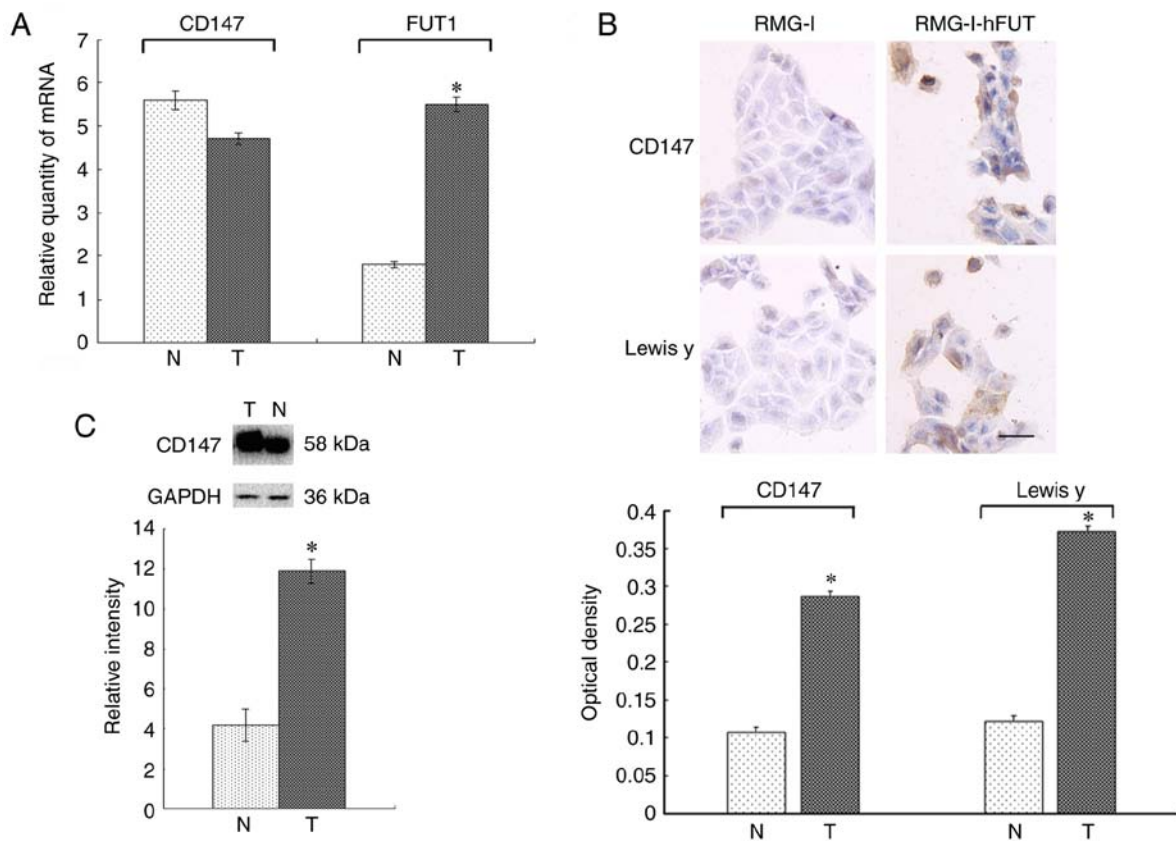 A
CD147
FUT1
Relative quantity of mRNA
7
6
5
4
3
2
1
0
*
N
T
N
T
B
RMG-I
RMG-I-hFUT
CD147
Lewis y
C
T N
CD147
58 kDa
GAPDH
36 kDa
Relative intensity
14
12
10
8
6
4
2
0
*
N
T
CD147
Lewis y
Optical density
0.4
0.35
0.3
0.25
0.2
0.15
0.1
0.05
0
*
*
N
T
N
T